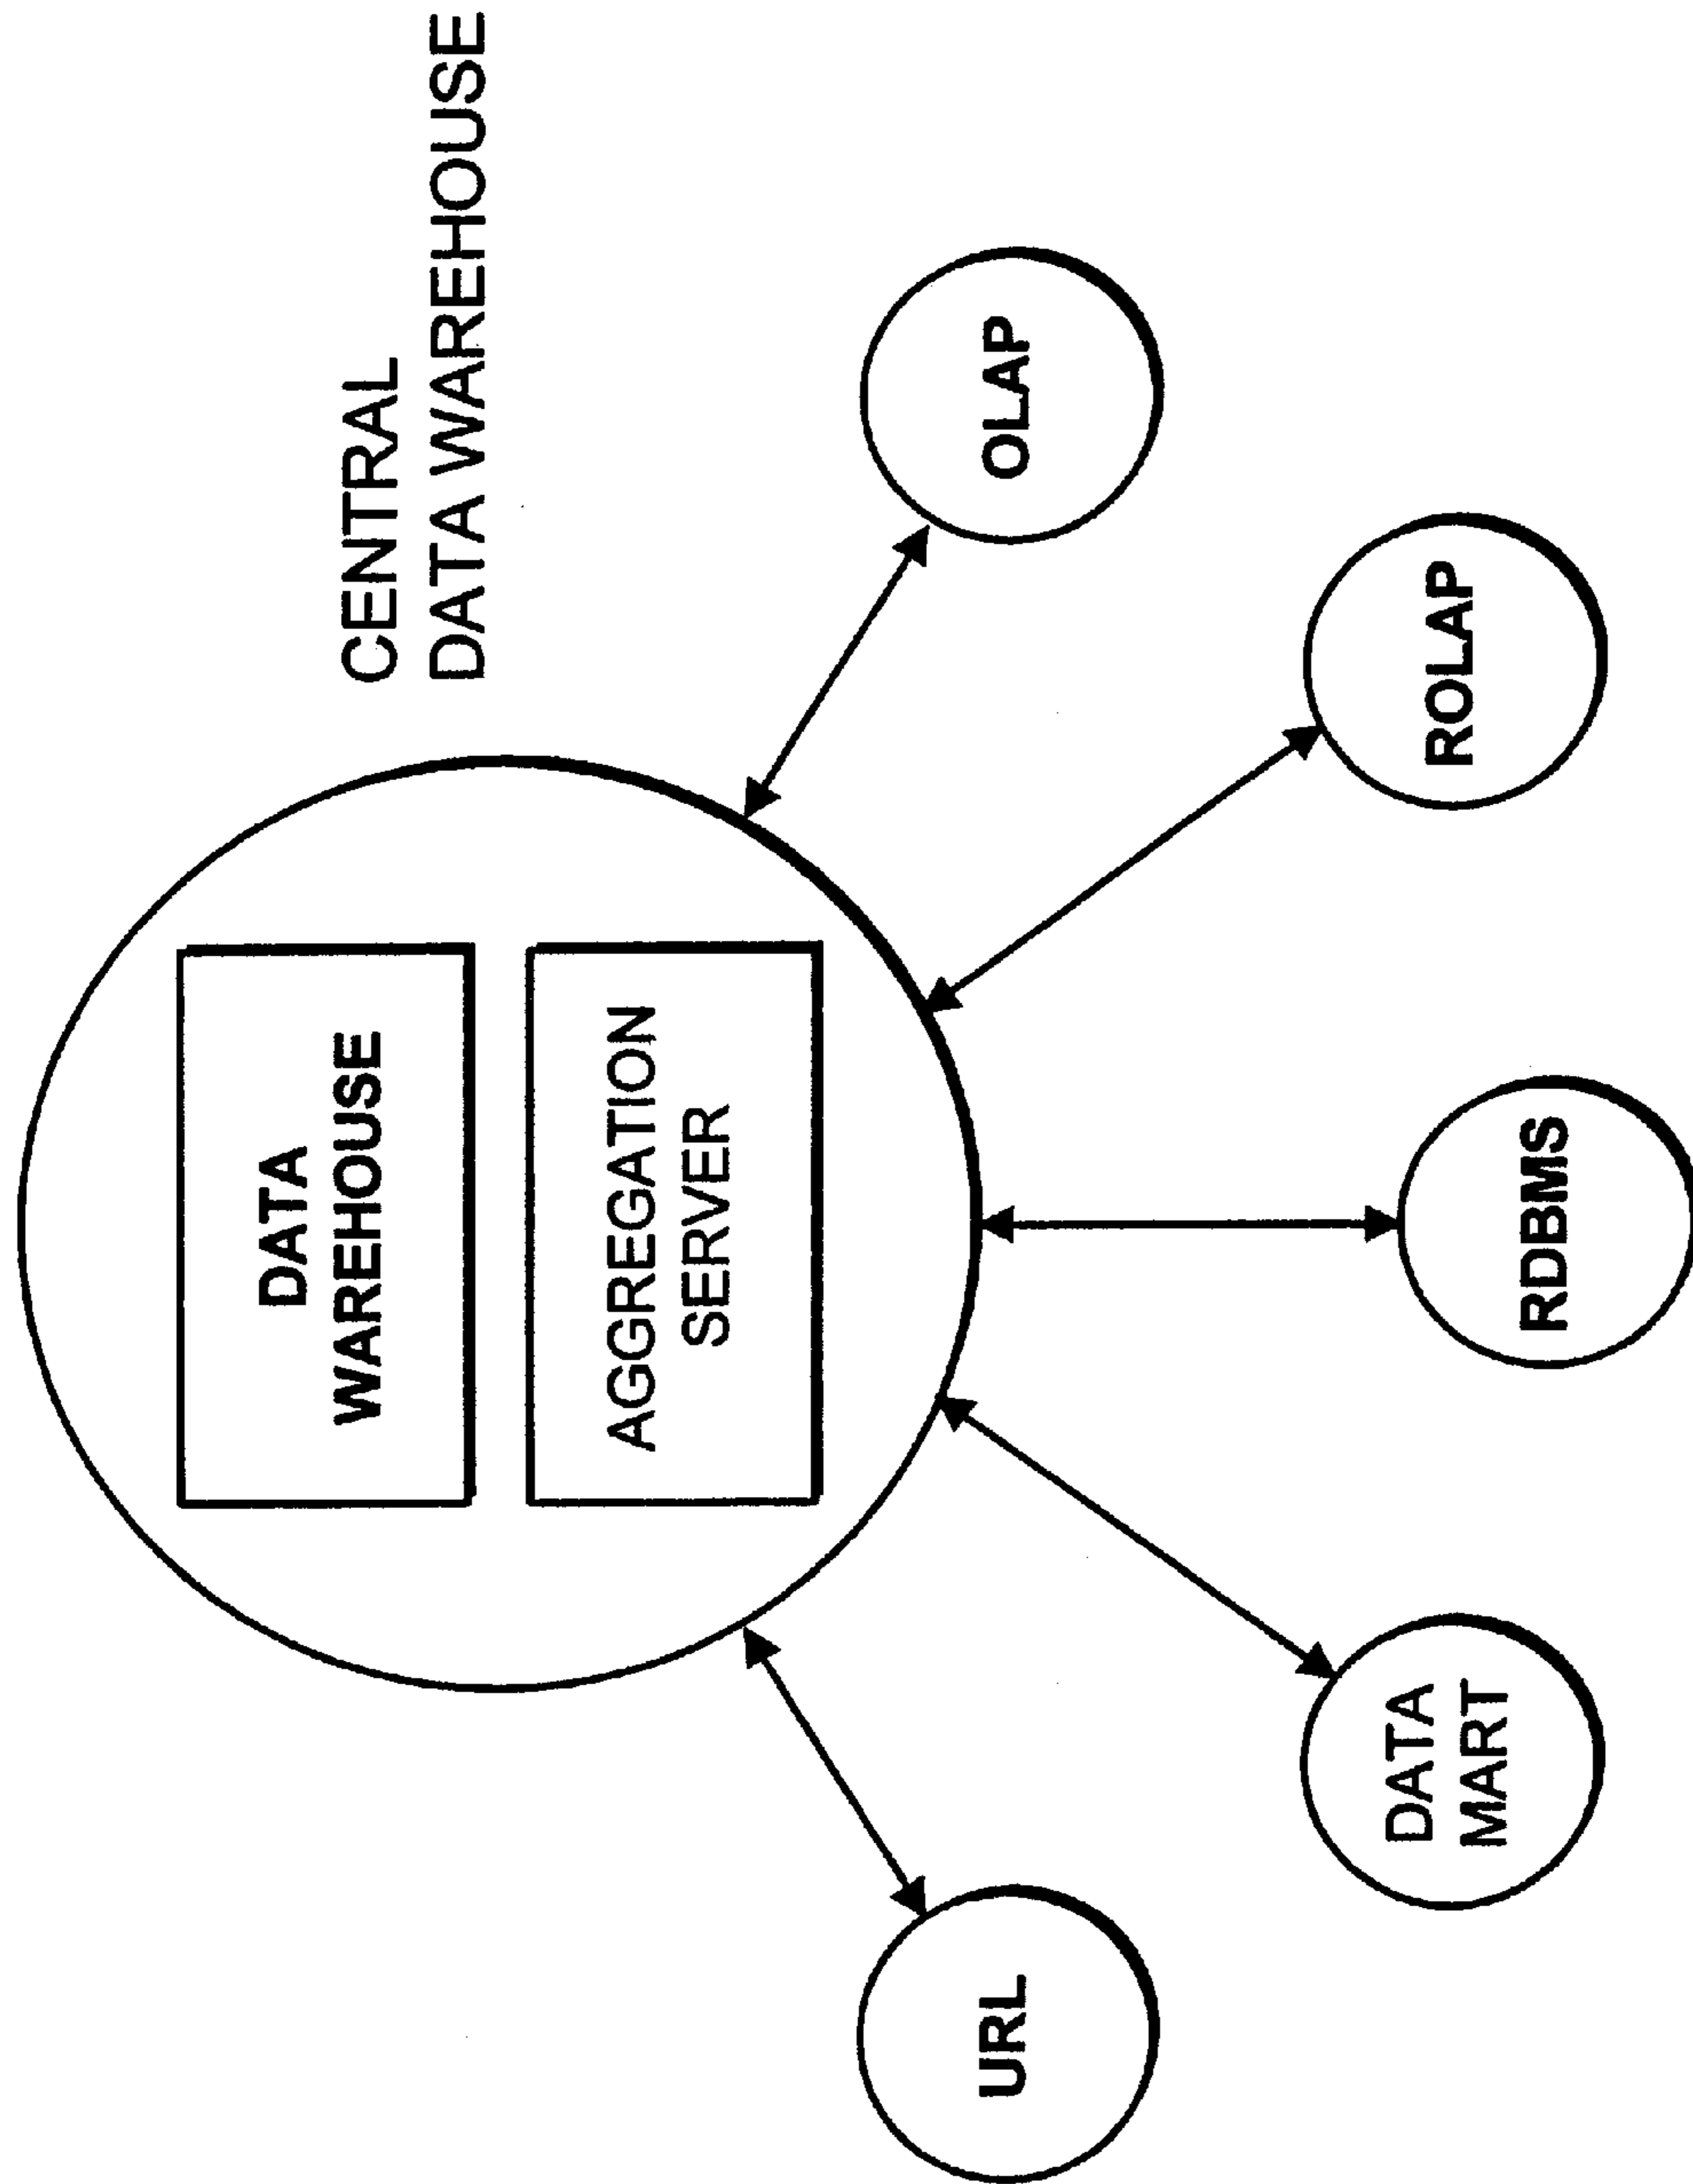 CENTRAL
DATA WAREHOUSE
DATA
WAREHOUSE
AGGREGATION
SERVER
URL
DATA
MART
RDBMS
ROLAP
OLAP